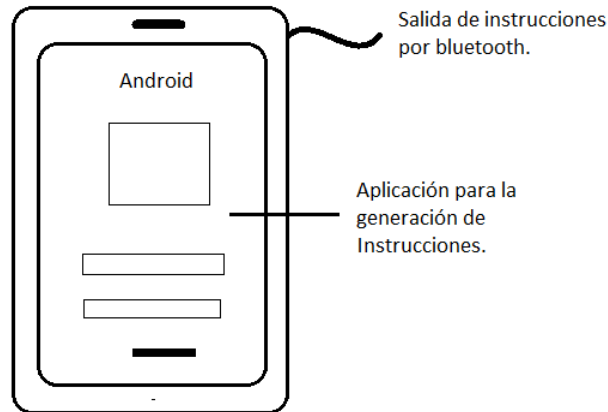 Salida de instrucciones
por bluetooth.
Android
Aplicación para la
generación de
Instrucciones.